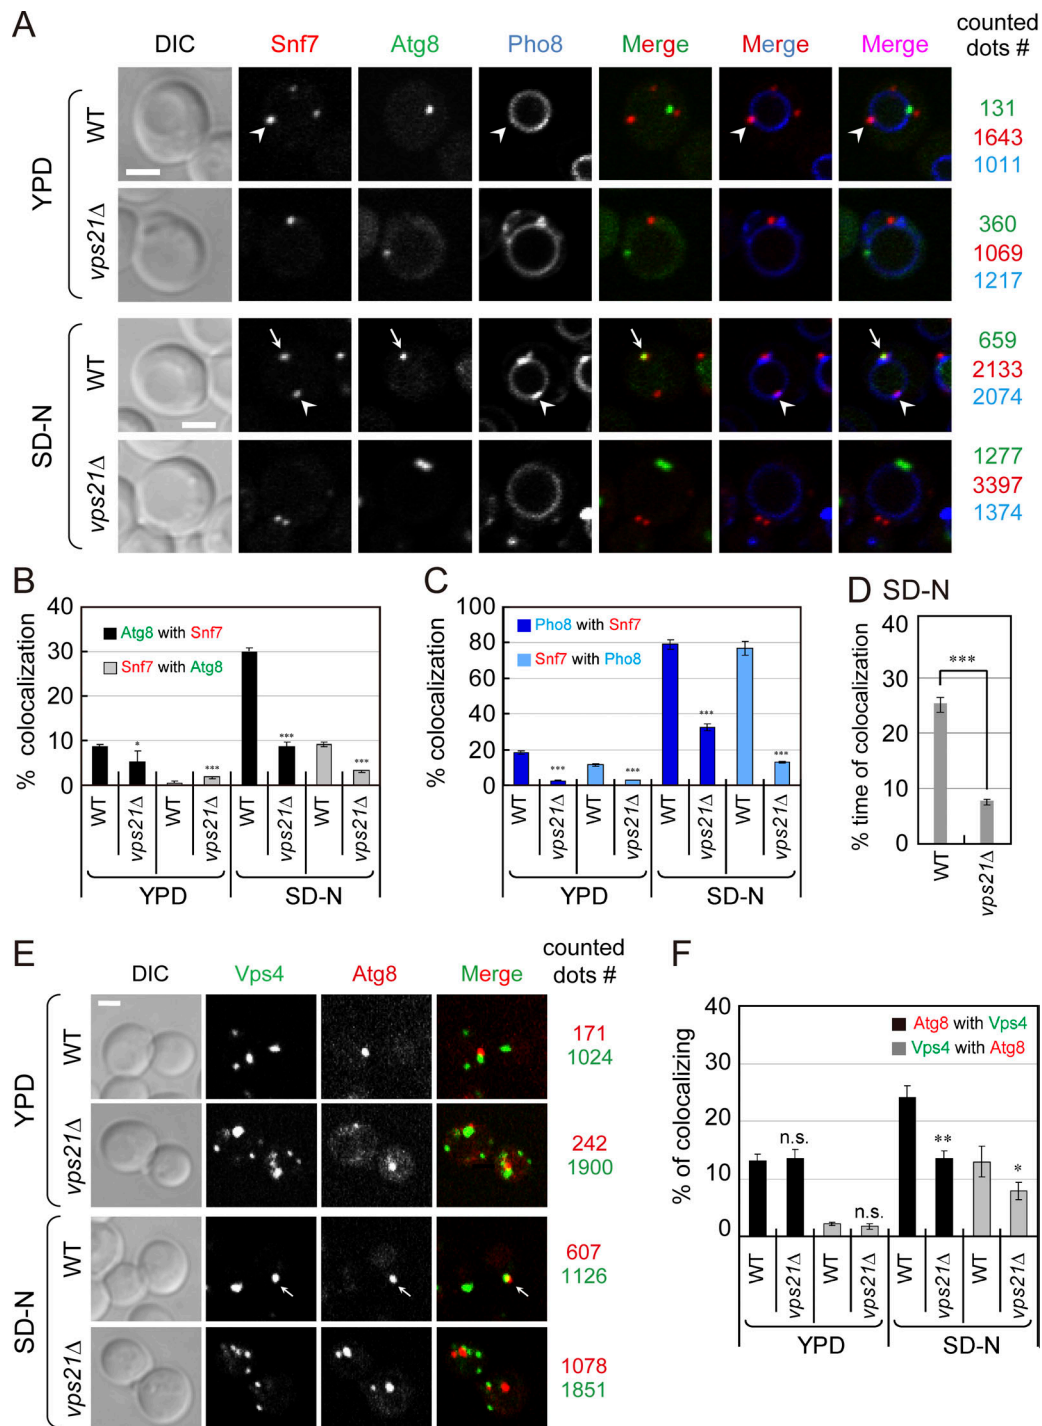 A
DIC Snf7 Atg8 Pho8 Merge Merge Merge counted dots #
YPD
WT
131
1643
1011
vps21Δ
360
1069
1217
SD-N
WT
659
2133
2074
vps21Δ
1277
3397
1374
B
% colocalization
40
30
20
10
0
Atg8 with Snf7
Snf7 with Atg8
* *** *** ***
WT vps21Δ WT vps21Δ WT vps21Δ WT vps21Δ
YPD SD-N
C
% colocalization
100
80
60
40
20
0
Pho8 with Snf7
Snf7 with Pho8
*** *** *** ***
WT vps21Δ WT vps21Δ WT vps21Δ WT vps21Δ
YPD SD-N
D SD-N
% time of colocalization
40
30
20
10
0
***
WT vps21Δ
E
DIC Vps4 Atg8 Merge counted dots #
YPD
WT
171
1024
vps21Δ
242
1900
SD-N
WT
607
1126
vps21Δ
1078
1851
F
% of colocalizing
40
30
20
10
0
Atg8 with Vps4
Vps4 with Atg8
n.s. n.s. ** *
WT vps21Δ WT vps21Δ WT vps21Δ WT vps21Δ
YPD SD-N